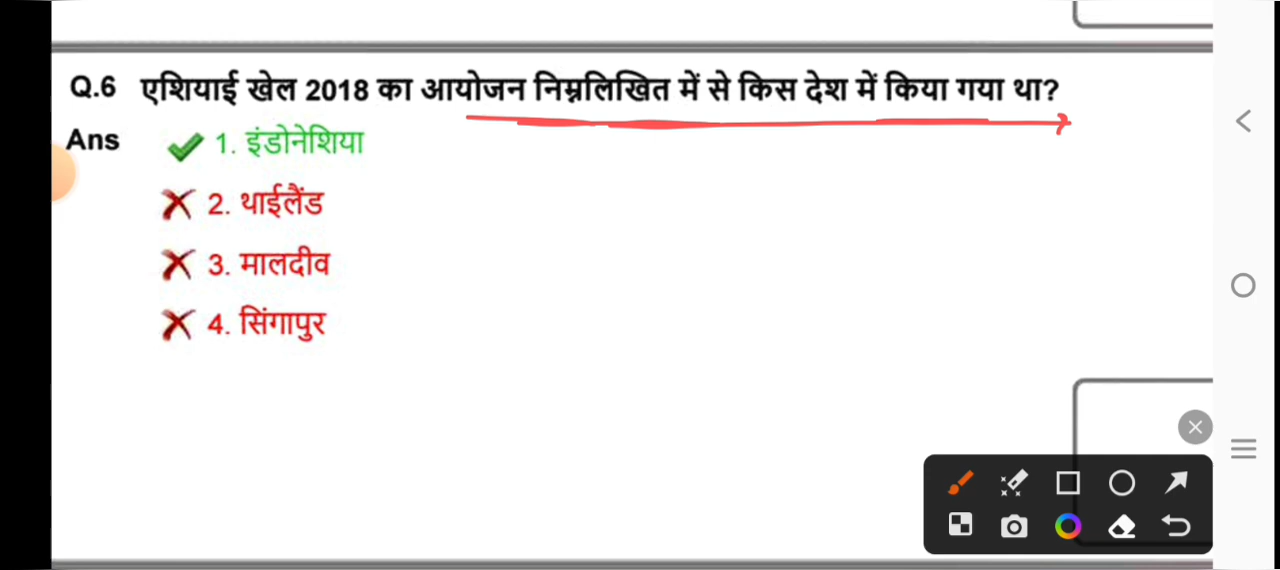 Q.6 एशियाई खेल 2018 का आयोजन निम्नलिखित में से किस देश में किया गया था?
Ans 1. इंडोनेशिया
2. थाईलैंड
3. मालदीव
4. सिंगापुर